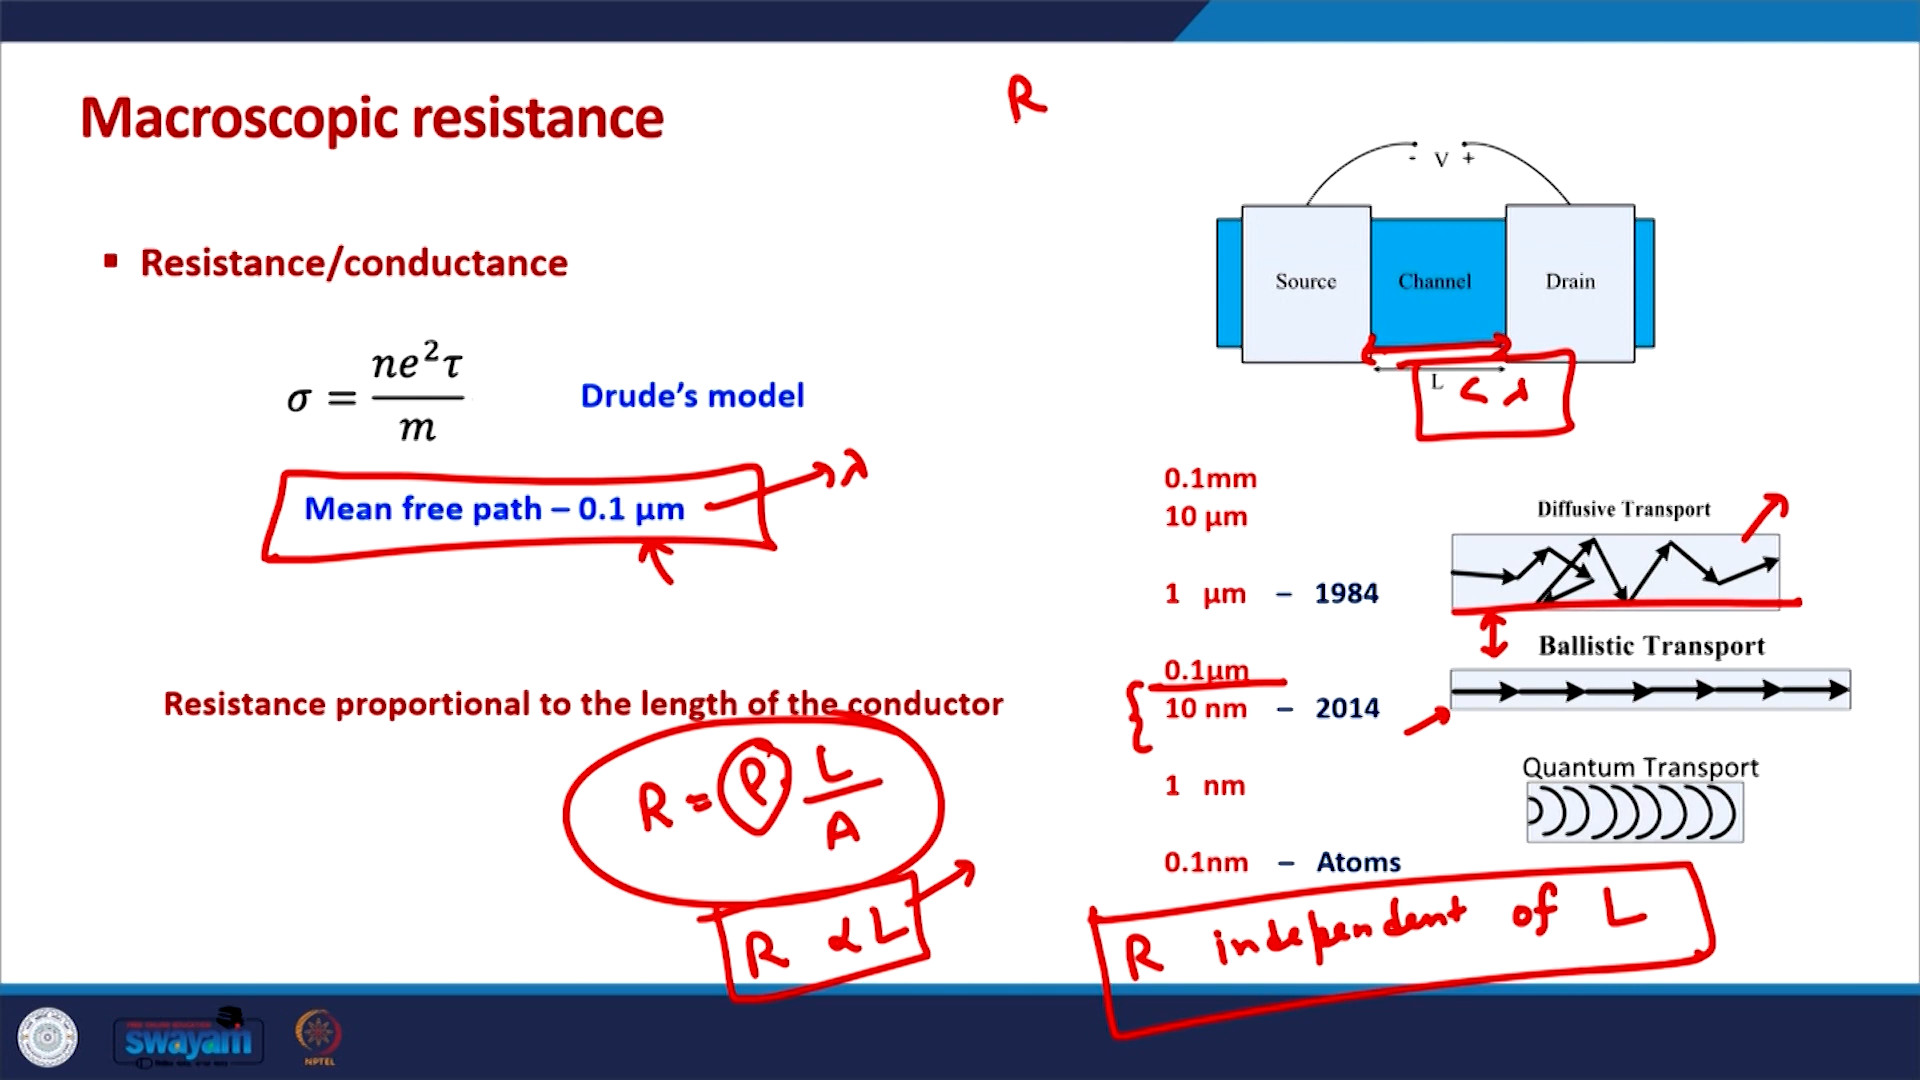 Macroscopic resistance
R
▪ Resistance/conductance
σ = ne²τ / m
Drude's model
Mean free path – 0.1 μm
λ
Resistance proportional to the length of the conductor
R = ρ L / A
R α L
- V +
Source
Channel
Drain
L < λ
0.1mm
10 μm
1 μm – 1984
0.1μm
10 nm – 2014
1 nm
0.1nm – Atoms
Diffusive Transport
Ballistic Transport
Quantum Transport
R independent of L
swayam
NPTEL